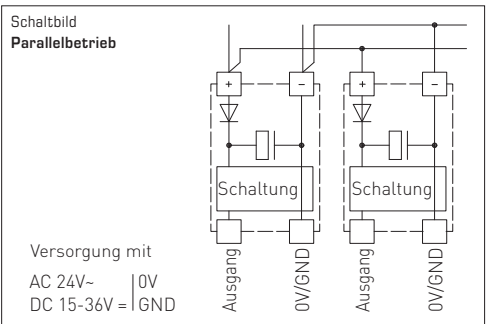 Schaltbild
Parallelbetrieb
+ − + −
Schaltung Schaltung
Ausgang 0V/GND Ausgang 0V/GND
Versorgung mit
AC 24V~ | 0V
DC 15-36V = | GND